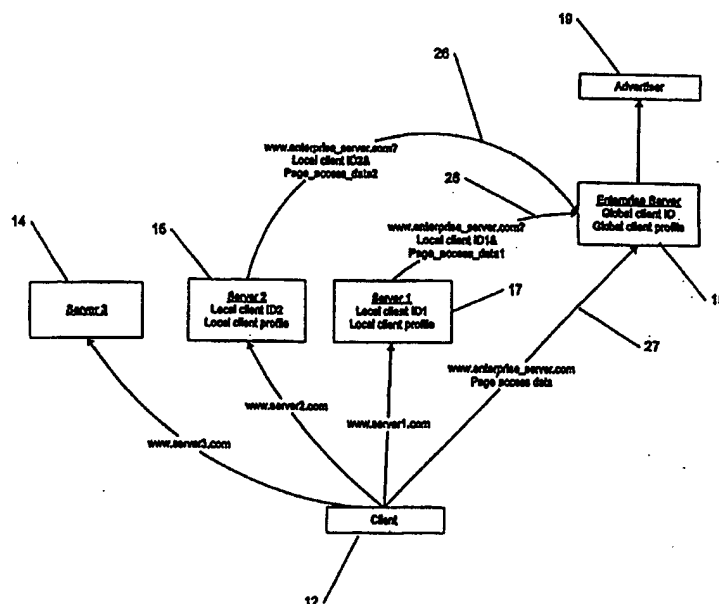 26
19
Advertiser
www.enterprise_server.com?
Local client ID2&
Page_access_data2
www.enterprise_server.com?
Local client ID1&
Page_access_data1
Enterprise Server
Global client ID
Global client profile
14
Server 3
Server 2
Local client ID2
Local client profile
Server 1
Local client ID1
Local client profile
17
27
www.enterprise_server.com
Page access data
www.server3.com
www.server2.com
www.server1.com
Client
12